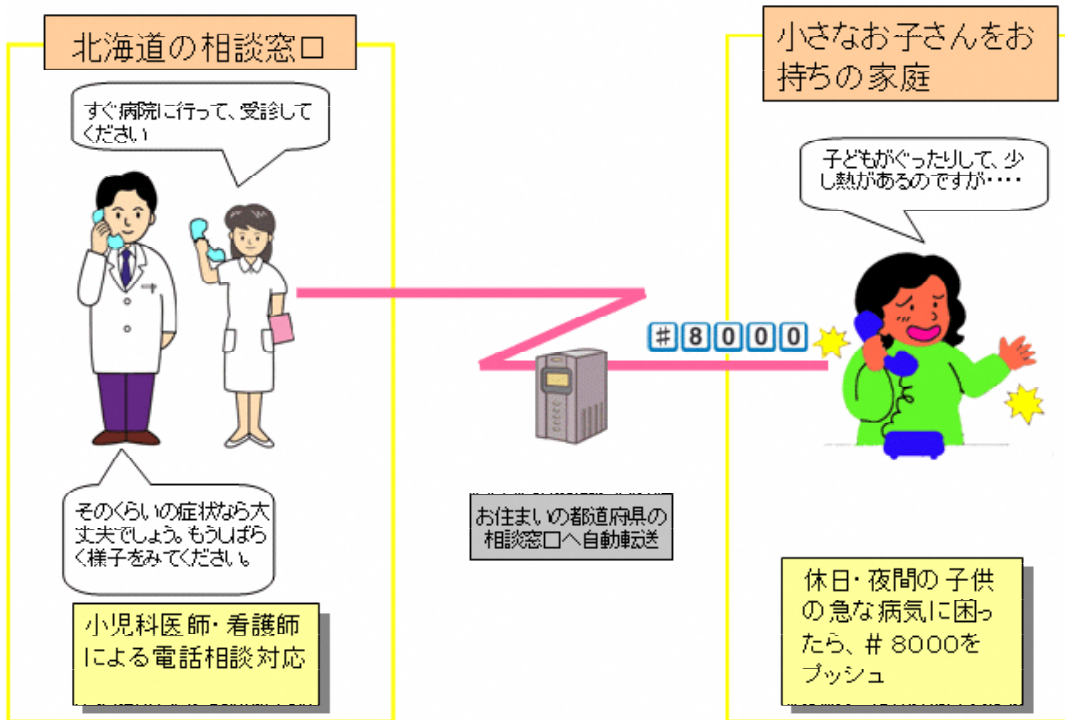 北海道の相談窓口
すぐ病院に行って、受診して
ください
そのくらいの症状なら大
丈夫でしょう。もうしばら
く様子をみてください。
小児科医師・看護師
による電話相談対応
#8000
お住まいの都道府県の
相談窓口へ自動転送
小さなお子さんをお
持ちの家庭
子どもがぐったりして、少
し熱があるのですが・・・・
休日・夜間の子供
の急な病気に困っ
たら、#8000を
プッシュ